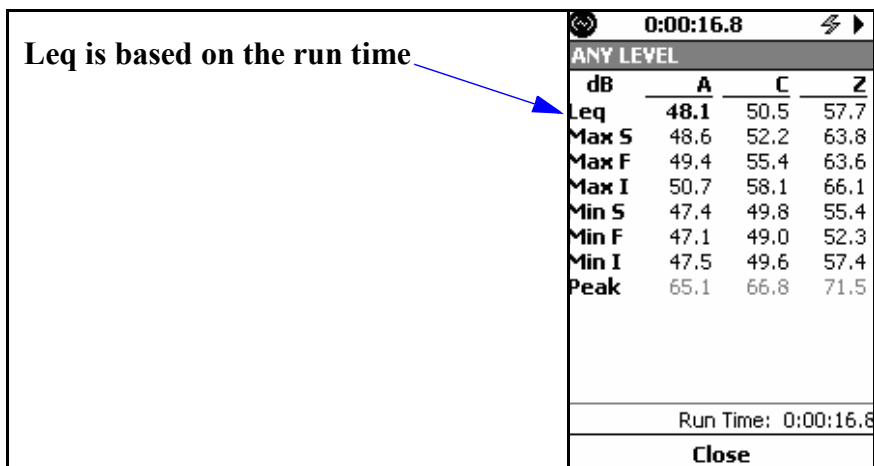 Leq is based on the run time
0:00:16.8
ANY LEVEL
dB A C Z
Leq 48.1 50.5 57.7
Max S 48.6 52.2 63.8
Max F 49.4 55.4 63.6
Max I 50.7 58.1 66.1
Min S 47.4 49.8 55.4
Min F 47.1 49.0 52.3
Min I 47.5 49.6 57.4
Peak 65.1 66.8 71.5
Run Time: 0:00:16.8
Close